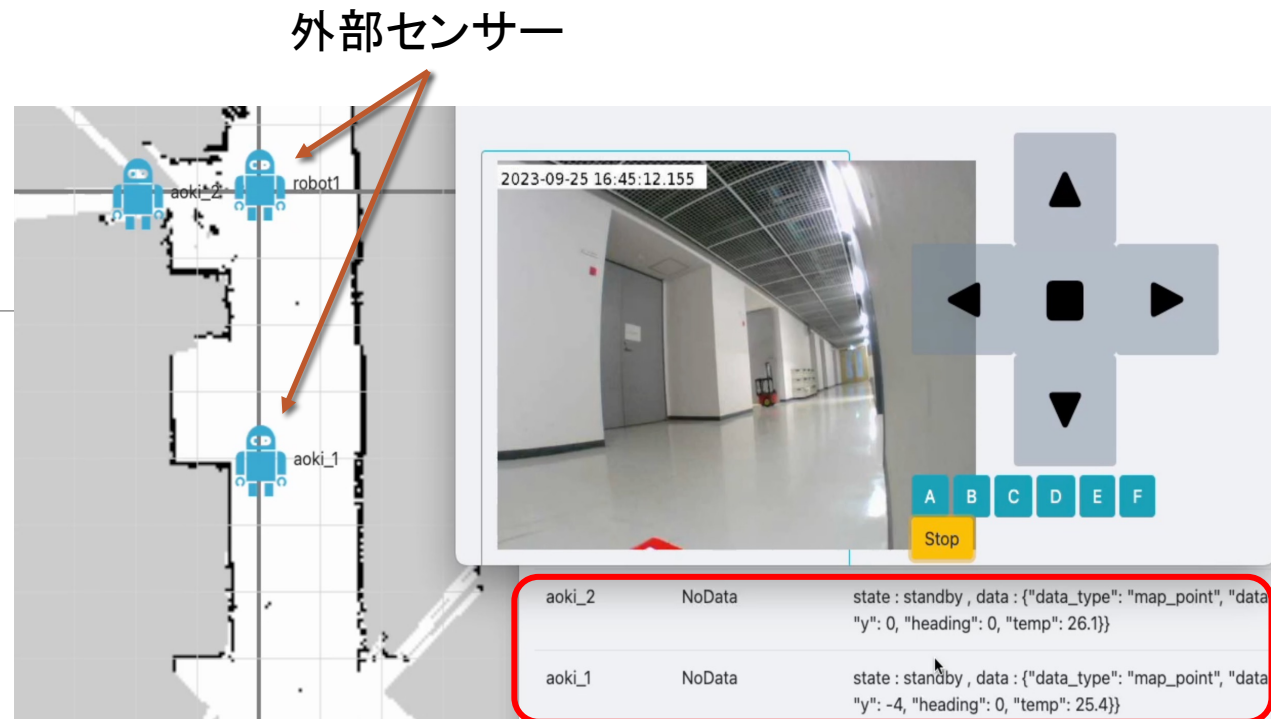 外部センサー
aoki_2
robot1
aoki_1
2023-09-25 16:45:12.155
A B C D E F
Stop
aoki_2 NoData state : standby , data : {"data_type": "map_point", "data
"y": 0, "heading": 0, "temp": 26.1}}
aoki_1 NoData state : standby , data : {"data_type": "map_point", "data
"y": -4, "heading": 0, "temp": 25.4}}